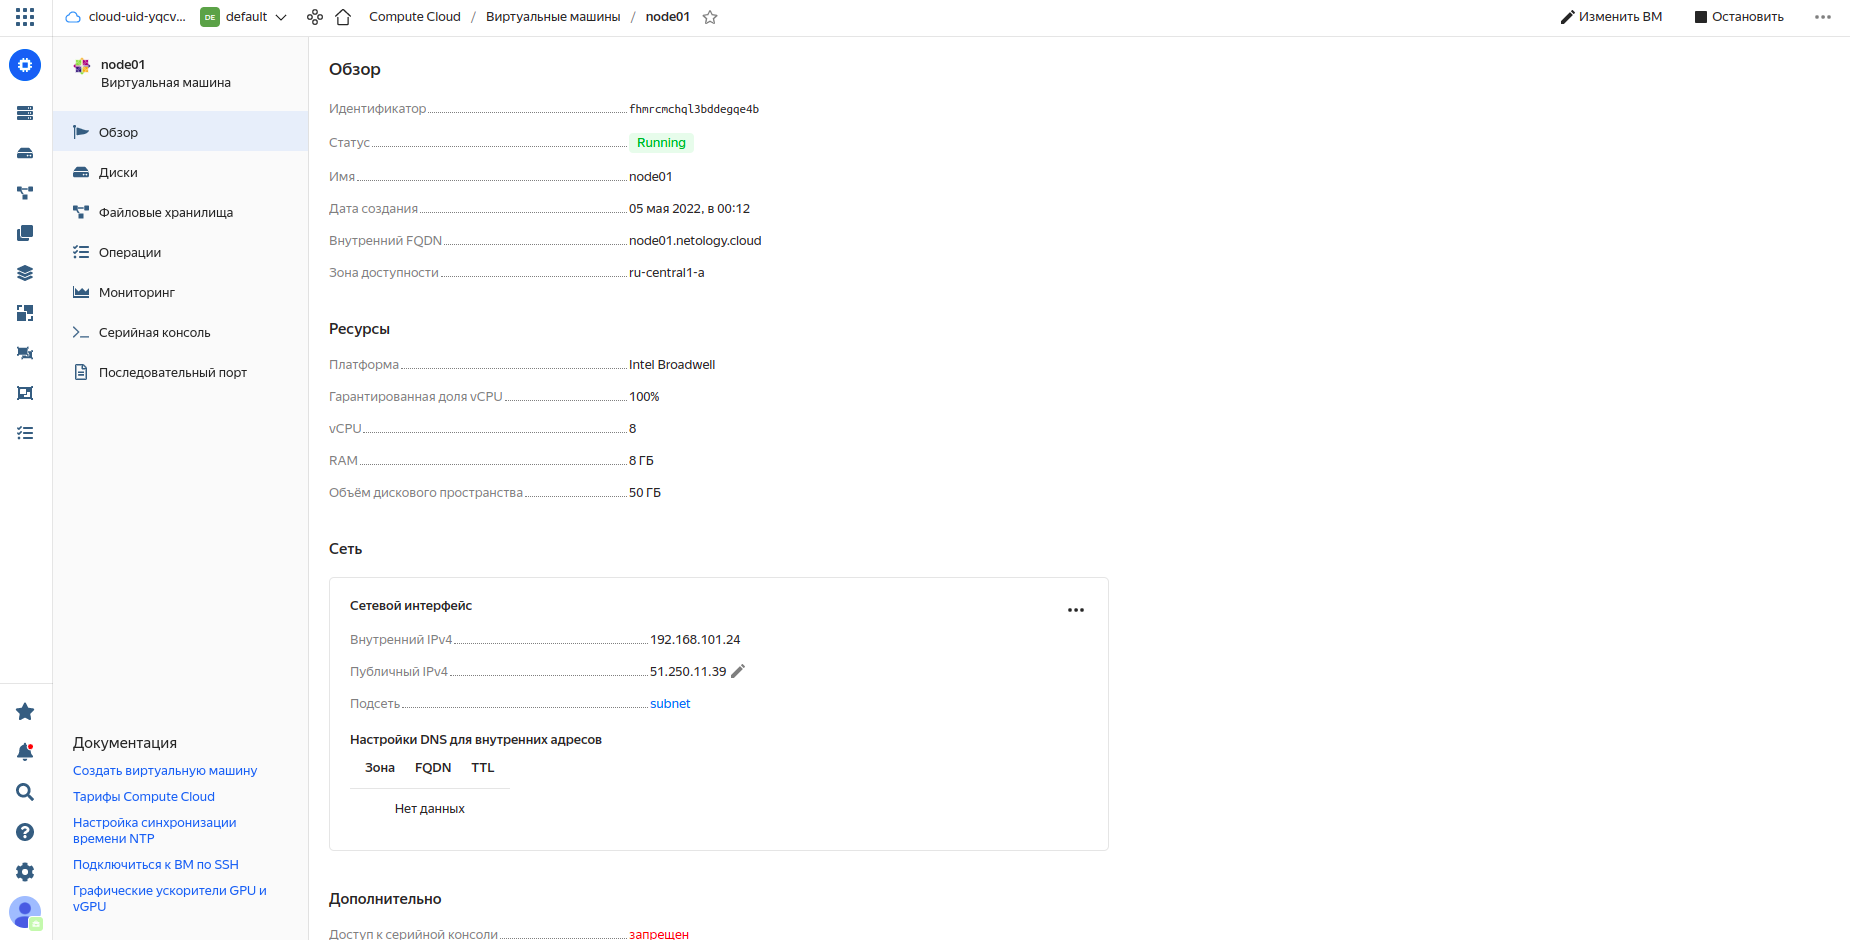 cloud-uid-yqcv...
DE
default
Compute Cloud / Виртуальные машины / node01
Изменить ВМ
Остановить
node01
Виртуальная машина
Обзор
Диски
Файловые хранилища
Операции
Мониторинг
Серийная консоль
Последовательный порт
Документация
Создать виртуальную машину
Тарифы Compute Cloud
Настройка синхронизации
времени NTP
Подключиться к ВМ по SSH
Графические ускорители GPU и
vGPU
Обзор
Идентификатор fhmrcmchql3bddegqe4b
Статус Running
Имя node01
Дата создания 05 мая 2022, в 00:12
Внутренний FQDN node01.netology.cloud
Зона доступности ru-central1-a
Ресурсы
Платформа Intel Broadwell
Гарантированная доля vCPU 100%
vCPU 8
RAM 8 ГБ
Объём дискового пространства 50 ГБ
Сеть
Сетевой интерфейс
Внутренний IPv4 192.168.101.24
Публичный IPv4 51.250.11.39
Подсеть subnet
Настройки DNS для внутренних адресов
Зона FQDN TTL
Нет данных
Дополнительно
Доступ к серийной консоли запрещен